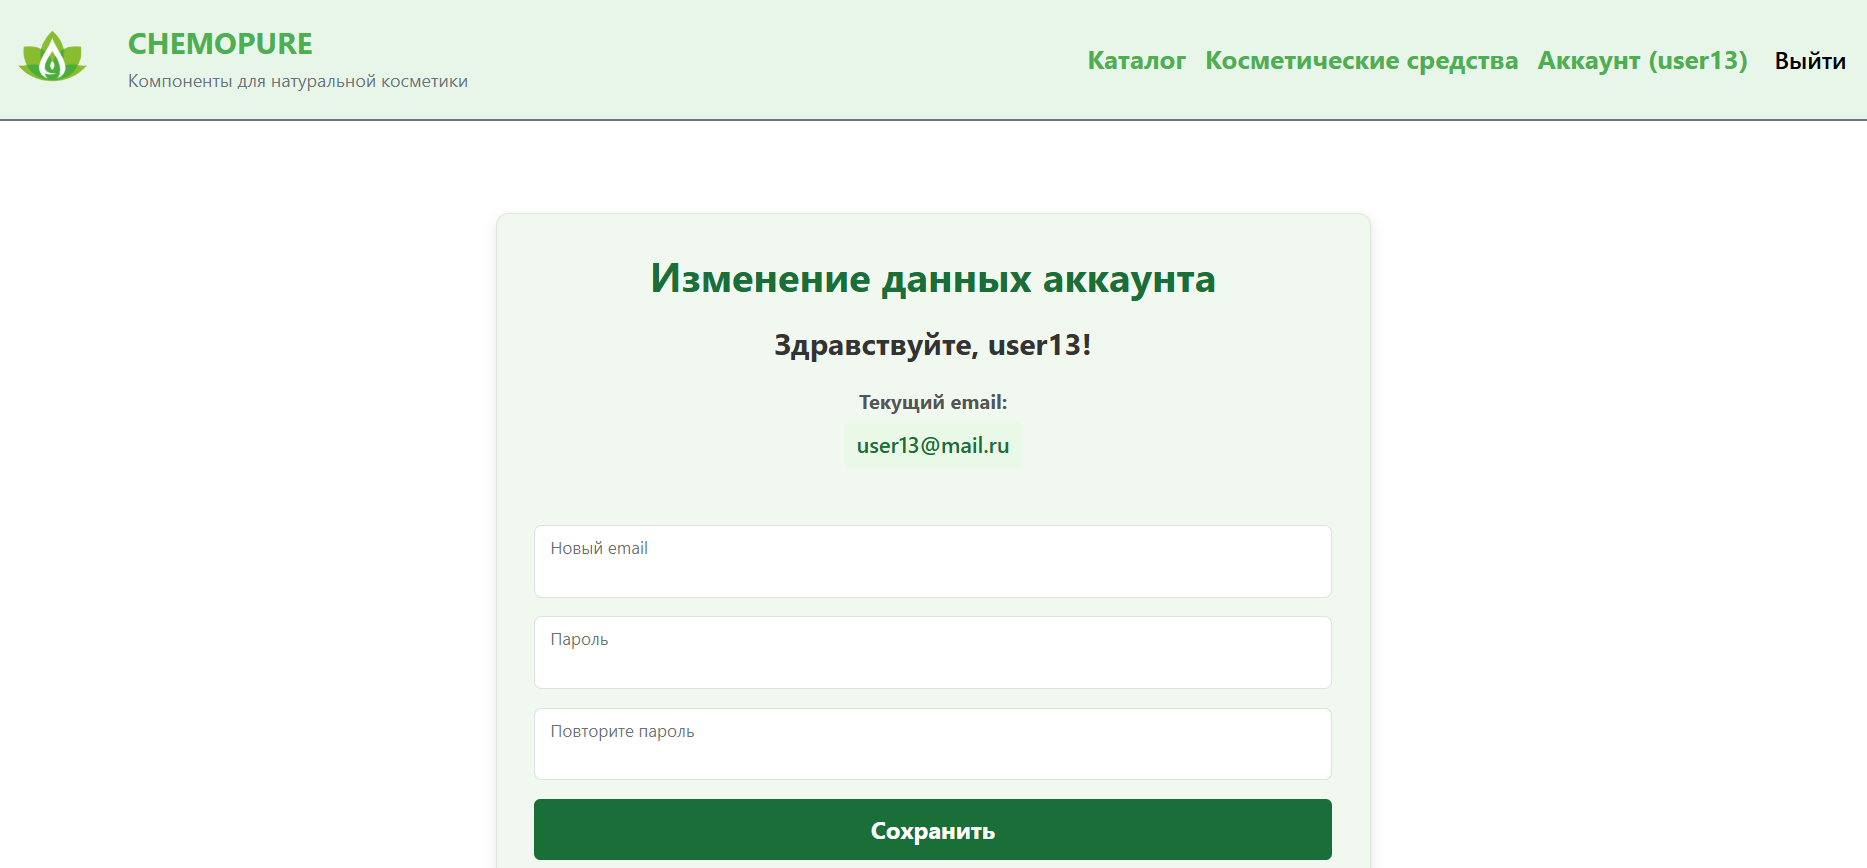 CHEMOPURE
Компоненты для натуральной косметики
Каталог Косметические средства Аккаунт (user13) Выйти
Изменение данных аккаунта
Здравствуйте, user13!
Текущий email:
user13@mail.ru
Новый email
Пароль
Повторите пароль
Сохранить